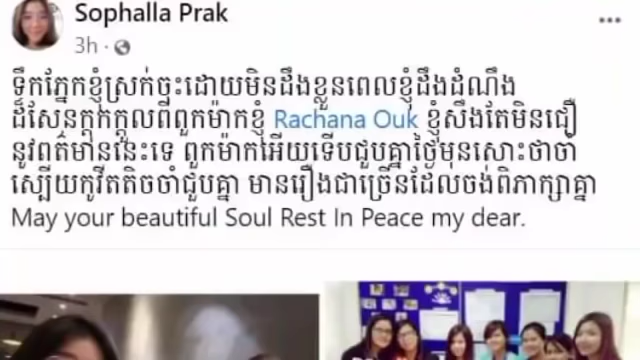 Sophalla Prak
3h ·
ទឹកភ្នែកខ្ញុំស្រក់ចុះដោយមិនដឹងខ្លួនពេលខ្ញុំដឹងដំណឹង
ដ៏សែនក្តុកក្តួលពីពួកម៉ាកខ្ញុំ Rachana Ouk ខ្ញុំសឹងតែមិនជឿ
នូវពត៌មាននេះទេ ពួកម៉ាកអើយទើបជួបគ្នាថ្ងៃមុនសោះថាចាំ
ស្បើយកូវីតតិចចាំជួបគ្នា មានរឿងជាច្រើនដែលចង់ពិភាក្សាគ្នា
May your beautiful Soul Rest In Peace my dear.